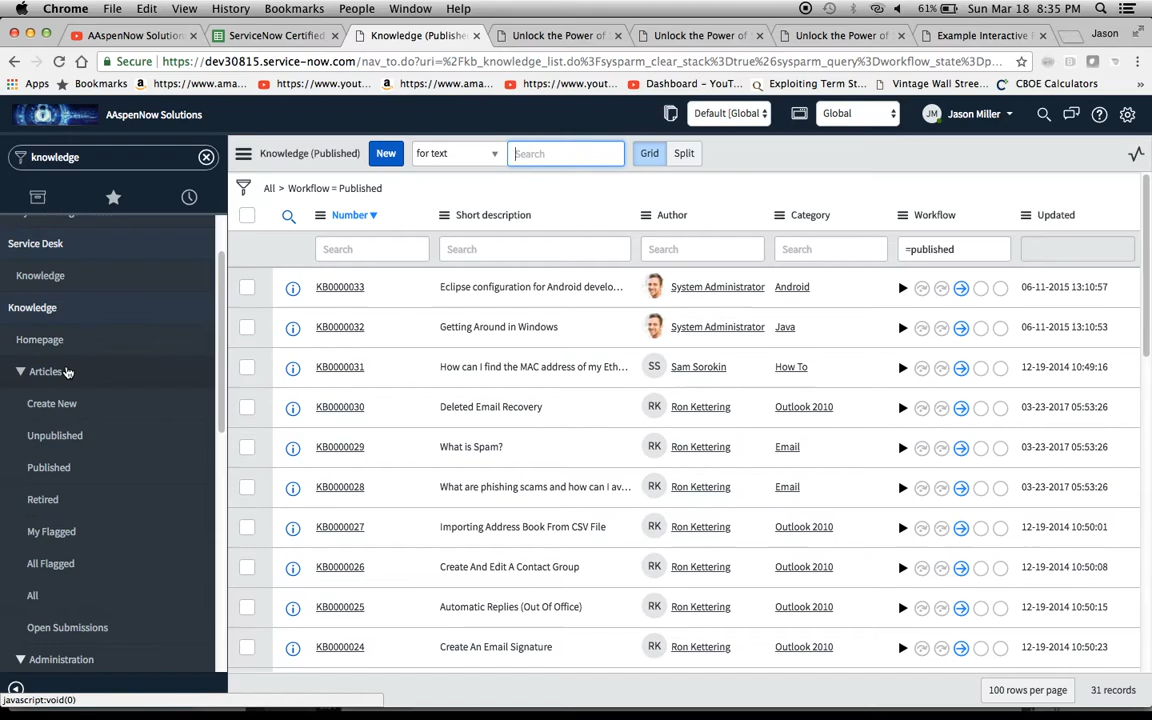 Chrome File Edit View History Bookmarks People Window Help 61% Sun Mar 18 8:35 PM
AAspenNow Solutions × ServiceNow Certified × Knowledge (Publishe × Unlock the Power of × Unlock the Power of × Unlock the Power of × Example Interactive × Jason
Secure https://dev30815.service-now.com/nav_to.do?uri=%2Fkb_knowledge_list.do%3Fsysparm_clear_stack%3Dtrue%26sysparm_query%3Dworkflow_state%3Dp...
Apps Bookmarks https://www.ama... https://www.yout... https://www.ama... https://www.yout... Dashboard - YouT... Exploiting Term St... Vintage Wall Street... CBOE Calculators »
AAspenNow Solutions Default [Global Global JM Jason Miller
knowledge
Knowledge (Published) New for text Search Grid Split
All > Workflow = Published
Number Short description Author Category Workflow Updated
Search Search Search Search =published
Service Desk
Knowledge
Knowledge
Homepage
Articles
Create New
Unpublished
Published
Retired
My Flagged
All Flagged
All
Open Submissions
Administration
KB0000033 Eclipse configuration for Android develo... System Administrator Android 06-11-2015 13:10:57
KB0000032 Getting Around in Windows System Administrator Java 06-11-2015 13:10:53
KB0000031 How can I find the MAC address of my Eth... SS Sam Sorokin How To 12-19-2014 10:49:16
KB0000030 Deleted Email Recovery RK Ron Kettering Outlook 2010 03-23-2017 05:53:26
KB0000029 What is Spam? RK Ron Kettering Email 03-23-2017 05:53:26
KB0000028 What are phishing scams and how can I av... RK Ron Kettering Email 03-23-2017 05:53:26
KB0000027 Importing Address Book From CSV File RK Ron Kettering Outlook 2010 12-19-2014 10:50:01
KB0000026 Create And Edit A Contact Group RK Ron Kettering Outlook 2010 12-19-2014 10:50:08
KB0000025 Automatic Replies (Out Of Office) RK Ron Kettering Outlook 2010 12-19-2014 10:50:15
KB0000024 Create An Email Signature RK Ron Kettering Outlook 2010 12-19-2014 10:50:23
100 rows per page 31 records
javascript:void(0)